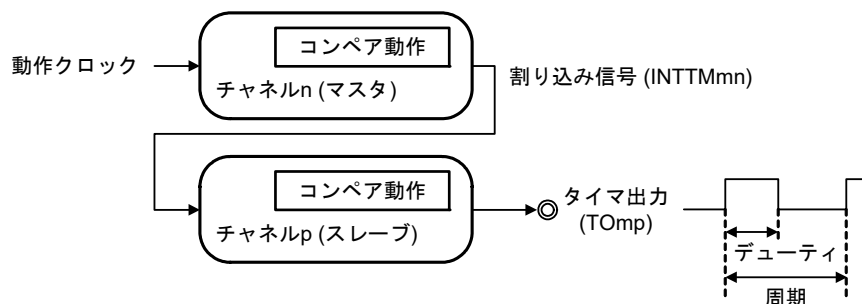 コンペア動作
動作クロック
チャネルn (マスタ)
割り込み信号 (INTTMmn)
コンペア動作
チャネルp (スレーブ)
タイマ出力
(TOmp)
デューティ
周期